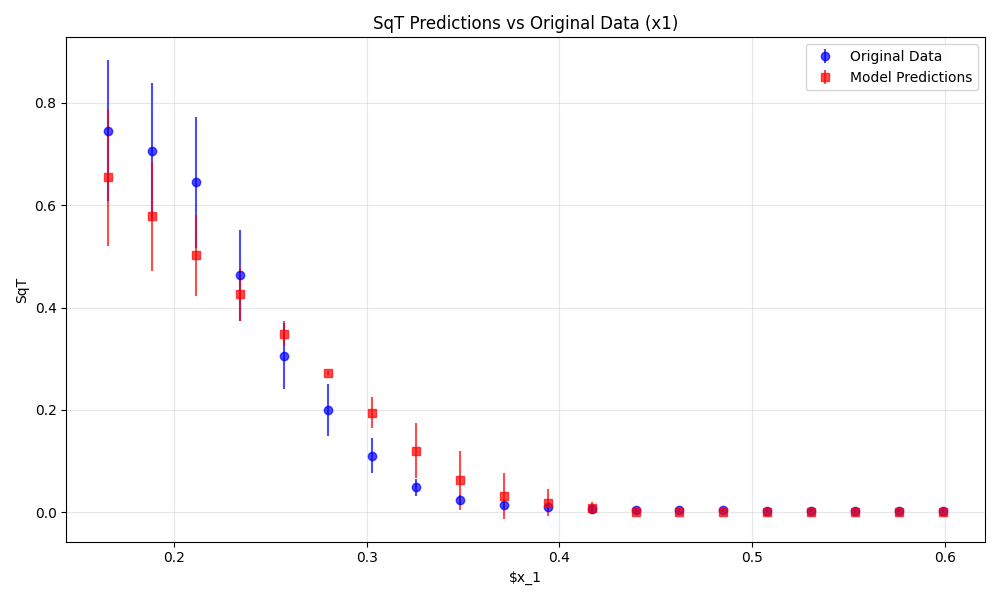 SqT Predictions vs Original Data (x1)
Original Data
Model Predictions
SqT
0.8
0.6
0.4
0.2
0.0
0.2
0.3
0.4
0.5
0.6
$x_1